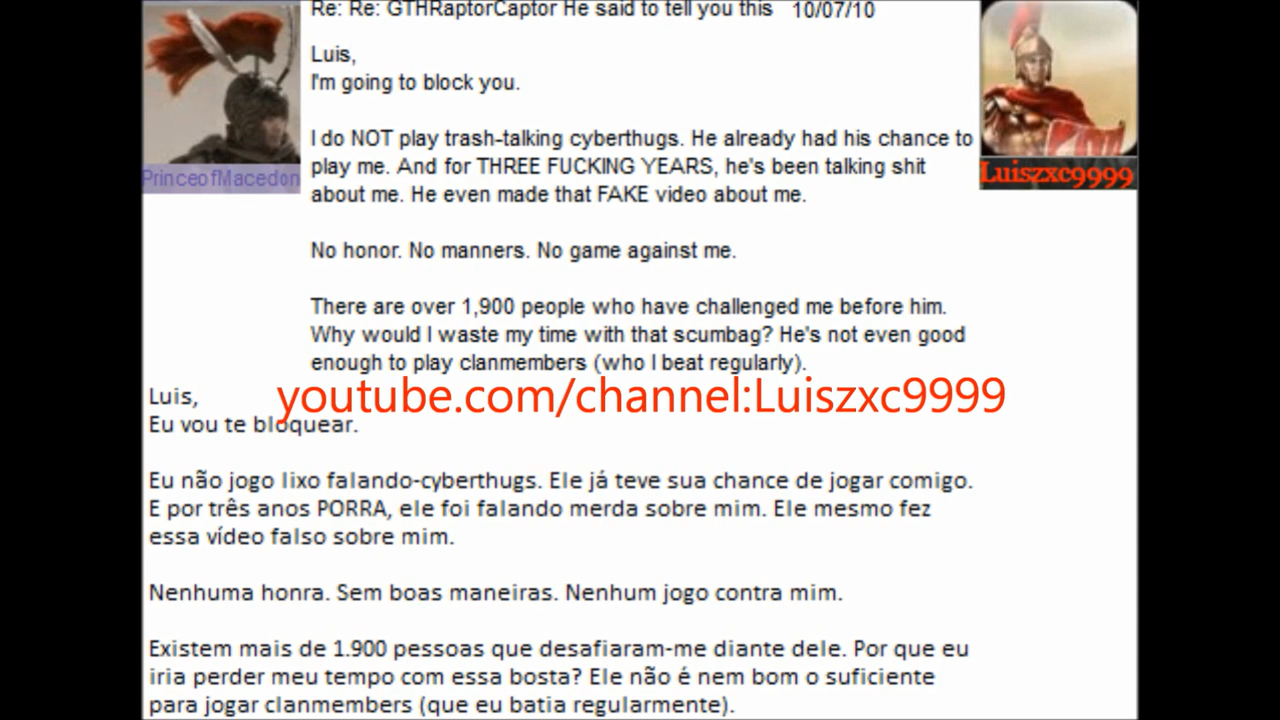 Re: Re: GTHRaptorCaptor He said to tell you this 10/07/10
Luis,
I'm going to block you.
I do NOT play trash-talking cyberthugs. He already had his chance to
play me. And for THREE FUCKING YEARS, he's been talking shit
about me. He even made that FAKE video about me.
PrinceofMacedon
Luiszxc9999
No honor. No manners. No game against me.
There are over 1,900 people who have challenged me before him.
Why would I waste my time with that scumbag? He's not even good
enough to play clanmembers (who I beat regularly).
youtube.com/channel:Luiszxc9999
Luis,
Eu vou te bloquear.
Eu não jogo lixo falando-cyberthugs. Ele já teve sua chance de jogar comigo.
E por três anos PORRA, ele foi falando merda sobre mim. Ele mesmo fez
essa vídeo falso sobre mim.
Nenhuma honra. Sem boas maneiras. Nenhum jogo contra mim.
Existem mais de 1.900 pessoas que desafiaram-me diante dele. Por que eu
iria perder meu tempo com essa bosta? Ele não é nem bom o suficiente
para jogar clanmembers (que eu batia regularmente).